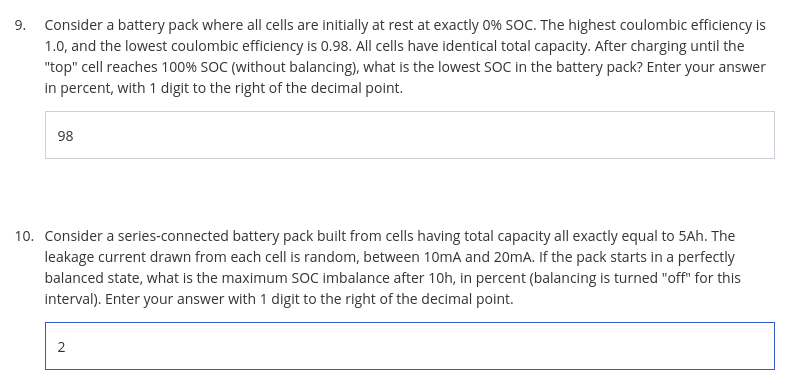 9. Consider a battery pack where all cells are initially at rest at exactly 0% SOC. The highest coulombic efficiency is
1.0, and the lowest coulombic efficiency is 0.98. All cells have identical total capacity. After charging until the
"top" cell reaches 100% SOC (without balancing), what is the lowest SOC in the battery pack? Enter your answer
in percent, with 1 digit to the right of the decimal point.
98
10. Consider a series-connected battery pack built from cells having total capacity all exactly equal to 5Ah. The
leakage current drawn from each cell is random, between 10mA and 20mA. If the pack starts in a perfectly
balanced state, what is the maximum SOC imbalance after 10h, in percent (balancing is turned "off" for this
interval). Enter your answer with 1 digit to the right of the decimal point.
2